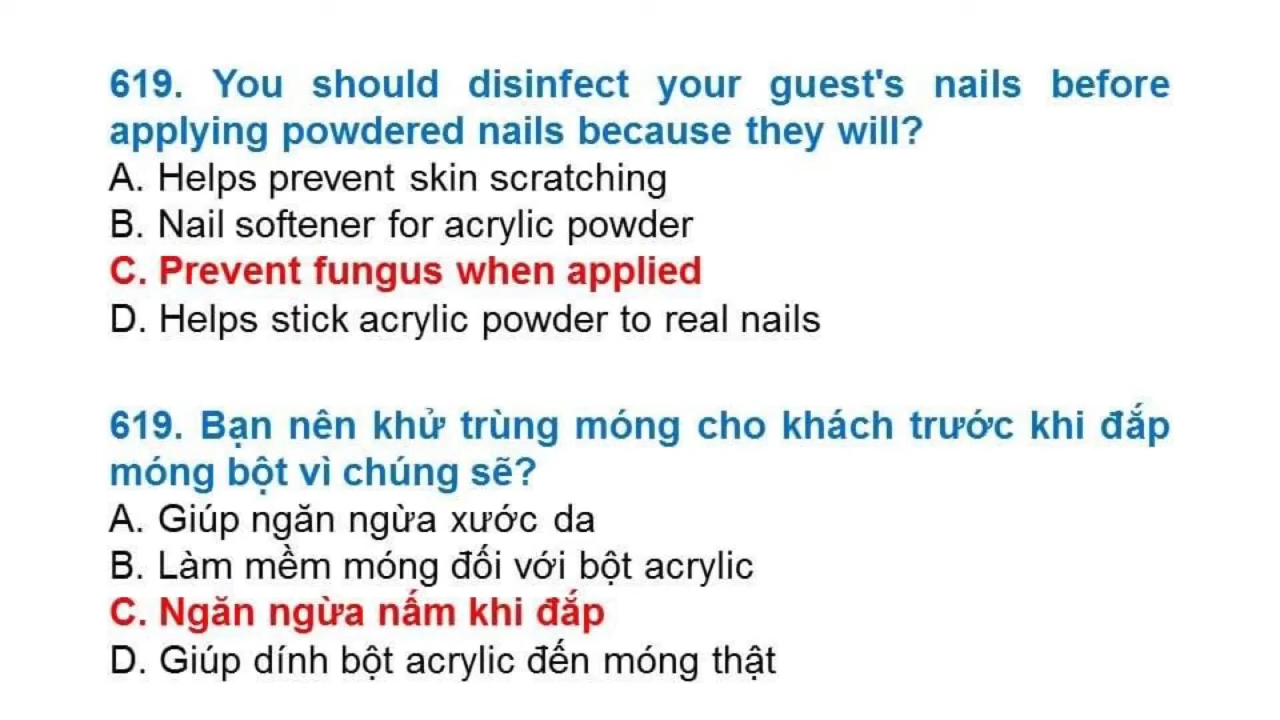 619. You should disinfect your guest's nails before
applying powdered nails because they will?
A. Helps prevent skin scratching
B. Nail softener for acrylic powder
C. Prevent fungus when applied
D. Helps stick acrylic powder to real nails
619. Bạn nên khử trùng móng cho khách trước khi đắp
móng bột vì chúng sẽ?
A. Giúp ngăn ngừa xước da
B. Làm mềm móng đối với bột acrylic
C. Ngăn ngừa nấm khi đắp
D. Giúp dính bột acrylic đến móng thật